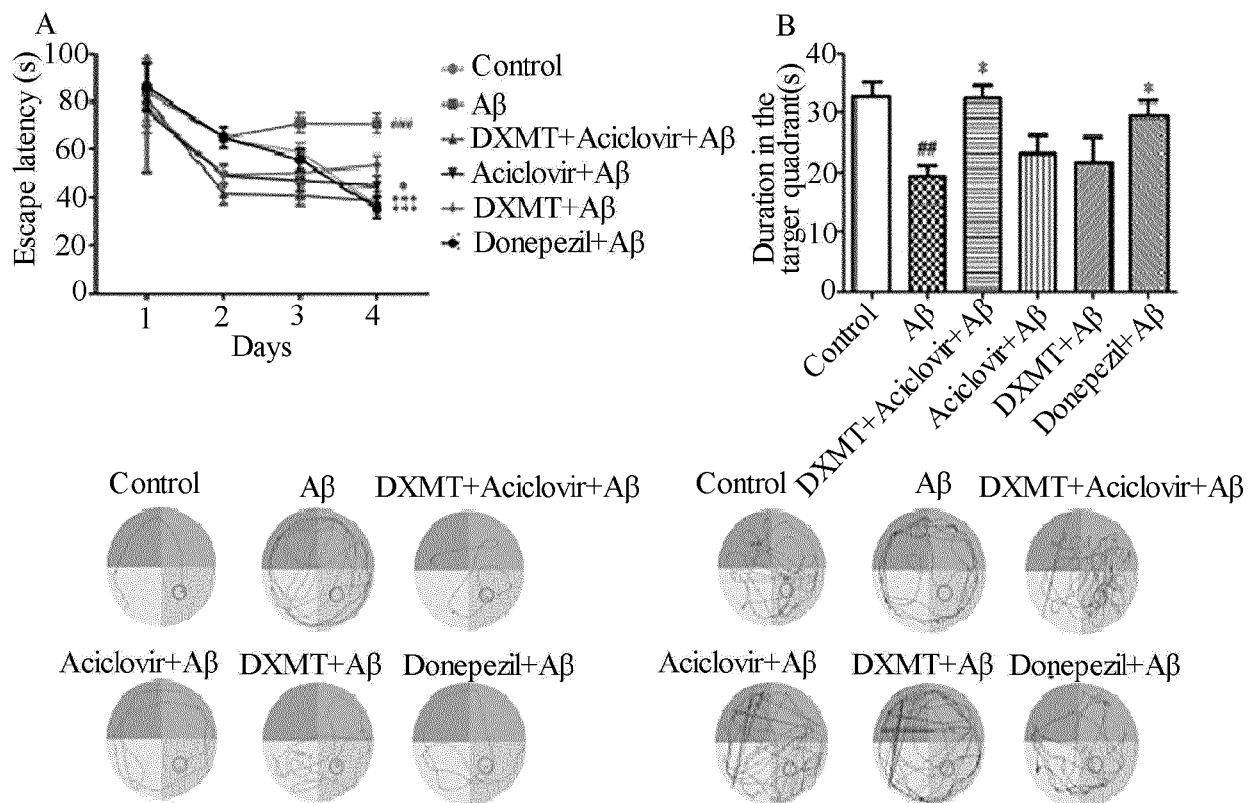 A
Escape latency (s)
100
80
60
40
20
0
1
2
3
4
Days
###
*
***
***
Control
Aβ
DXMT+Aciclovir+Aβ
Aciclovir+Aβ
DXMT+Aβ
Donepezil+Aβ
B
Duration in the
targer quadrant(s)
40
30
20
10
0
##
*
*
Control
Aβ
DXMT+Aciclovir+Aβ
Aciclovir+Aβ
DXMT+Aβ
Donepezil+Aβ
Control
Aβ
DXMT+Aciclovir+Aβ
Aciclovir+Aβ
DXMT+Aβ
Donepezil+Aβ
Control
Aβ
DXMT+Aciclovir+Aβ
Aciclovir+Aβ
DXMT+Aβ
Donepezil+Aβ